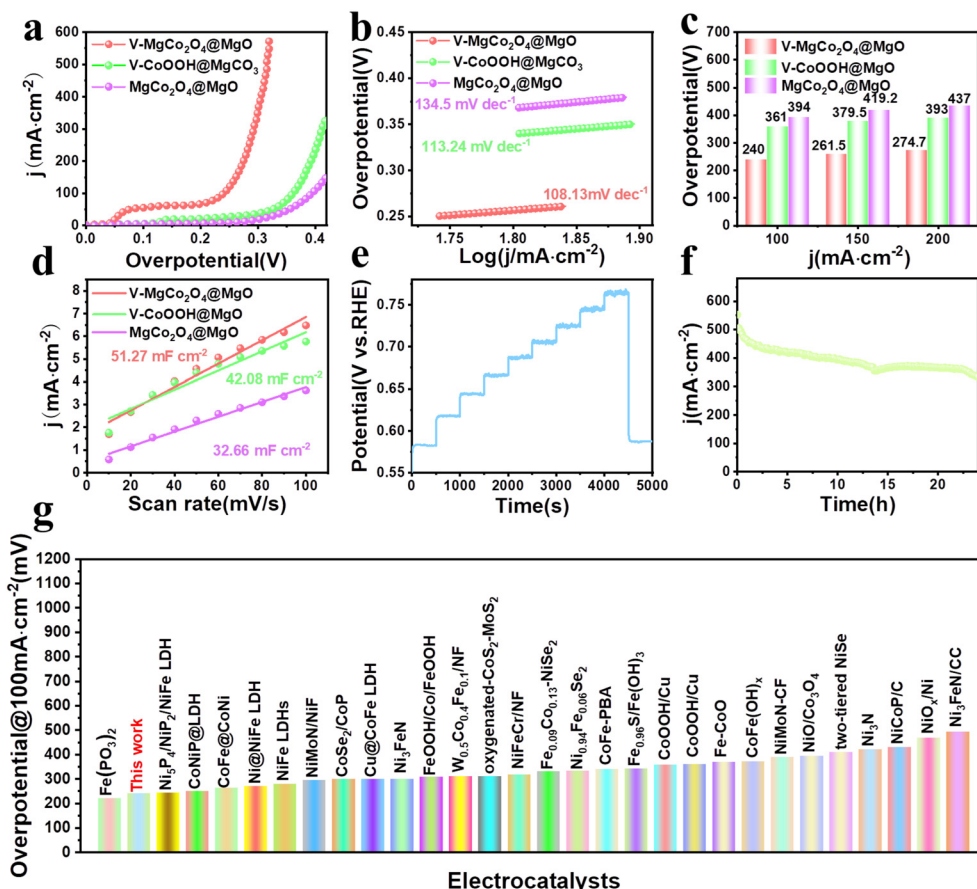 a
600
500
400
300
200
100
0
j (mA·cm⁻²)
V-MgCo₂O₄@MgO
V-CoOOH@MgCO₃
MgCo₂O₄@MgO
0.0 0.1 0.2 0.3 0.4
Overpotential(V)
b
0.45
0.40
0.35
0.30
0.25
Overpotential(V)
V-MgCo₂O₄@MgO
V-CoOOH@MgCO₃
MgCo₂O₄@MgO
134.5 mV dec⁻¹
113.24 mV dec⁻¹
108.13mV dec⁻¹
1.75 1.80 1.85 1.90
Log(j/mA·cm⁻²)
c
750
600
450
300
150
0
Overpotential(V)
V-MgCo₂O₄@MgO
V-CoOOH@MgO
MgCo₂O₄@MgO
240 361 394
261.5 379.5 419.2
274.7 393 437
100 150 200
j(mA·cm⁻²)
d
8
7
6
5
4
3
2
1
0
j (mA·cm⁻²)
V-MgCo₂O₄@MgO
V-CoOOH@MgO
MgCo₂O₄@MgO
51.27 mF cm⁻²
42.08 mF cm⁻²
32.66 mF cm⁻²
20 40 60 80 100
Scan rate(mV/s)
e
0.75
0.70
0.65
0.60
0.55
Potential(V vs.RHE)
0 1000 2000 3000 4000 5000
Time(s)
f
600
500
400
300
200
100
0
j(mA·cm⁻²)
0 5 10 15 20
Time(h)
g
1200
1100
1000
900
800
700
600
500
400
300
200
100
0
Overpotential@100mA·cm⁻²(mV)
Fe(PO₃)₂
This work
Ni₅P₄/NiP₂/NiFe LDH
CoNiP@LDH
CoFe@CoNi
Ni@NiFe LDH
NiFe LDHs
NiMoN/NiF
CoSe₂/CoP
Cu@CoFe LDH
Ni₃FeN
FeOOH/Co/FeOOH
W₀.₅Co₀.₄Fe₀.₁/NF
oxygenated-CoS₂-MoS₂
NiFeCr/NF
Fe₀.₀₉Co₀.₁₃-NiSe₂
Ni₀.₉₄Fe₀.₀₆Se₂
CoFe-PBA
Fe₀.₉₆S/Fe(OH)₃
CoOOH/Cu
CoOOH/Cu
Fe-CoO
CoFe(OH)ₓ
NiMoN-CF
NiO/Co₃O₄
two-tiered NiSe
Ni₃N
NiCoP/C
NiOₓ/Ni
Ni₃FeN/CC
Electrocatalysts